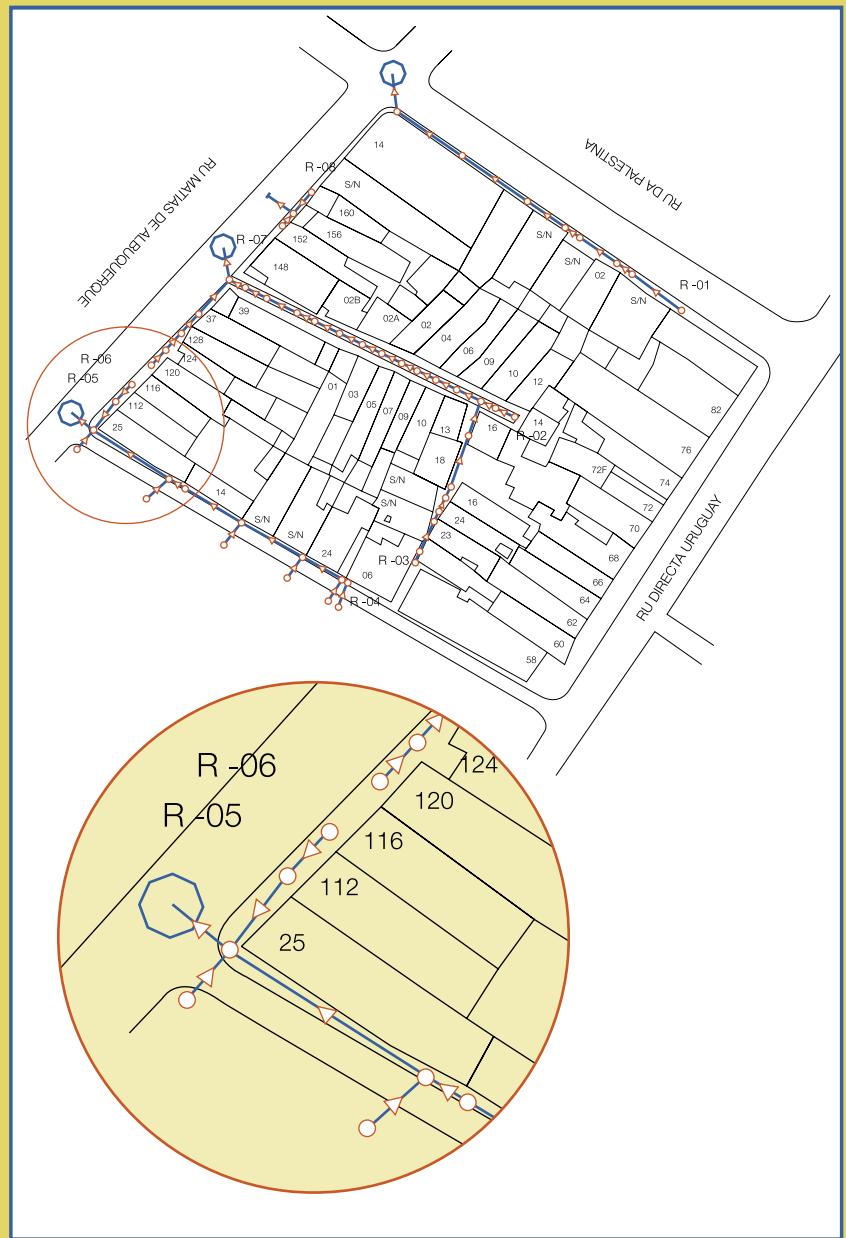 14
RU DA PALESTINA
R -08
S/N
160
156
152
148
R -07
RU MATIAS DE ALBUQUERQUE
S/N
S/N
02
S/N
R -01
02B
02A
02
04
06
09
10
12
14
16
R -02
82
76
74
72F
72
70
68
66
64
62
60
58
RU DIRECTA URUGUAY
39
37
128
124
120
116
112
25
R -06
R -05
01
03
05
07
09
10
13
18
S/N
S/N
16
24
23
R -03
14
S/N
S/N
24
06
R -04
R -06
R -05
124
120
116
112
25